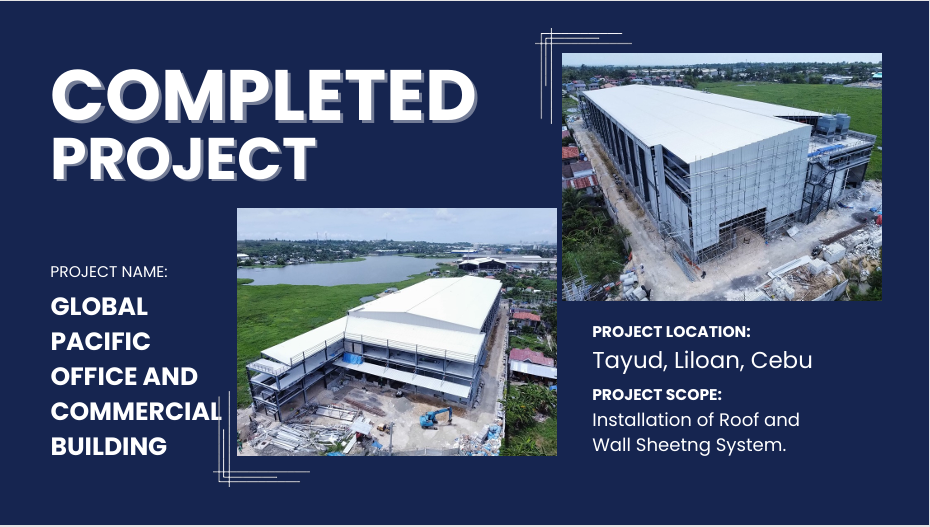 COMPLETED
PROJECT
PROJECT NAME:
GLOBAL
PACIFIC
OFFICE AND
COMMERCIAL
BUILDING
PROJECT LOCATION:
Tayud, Liloan, Cebu
PROJECT SCOPE:
Installation of Roof and
Wall Sheetng System.